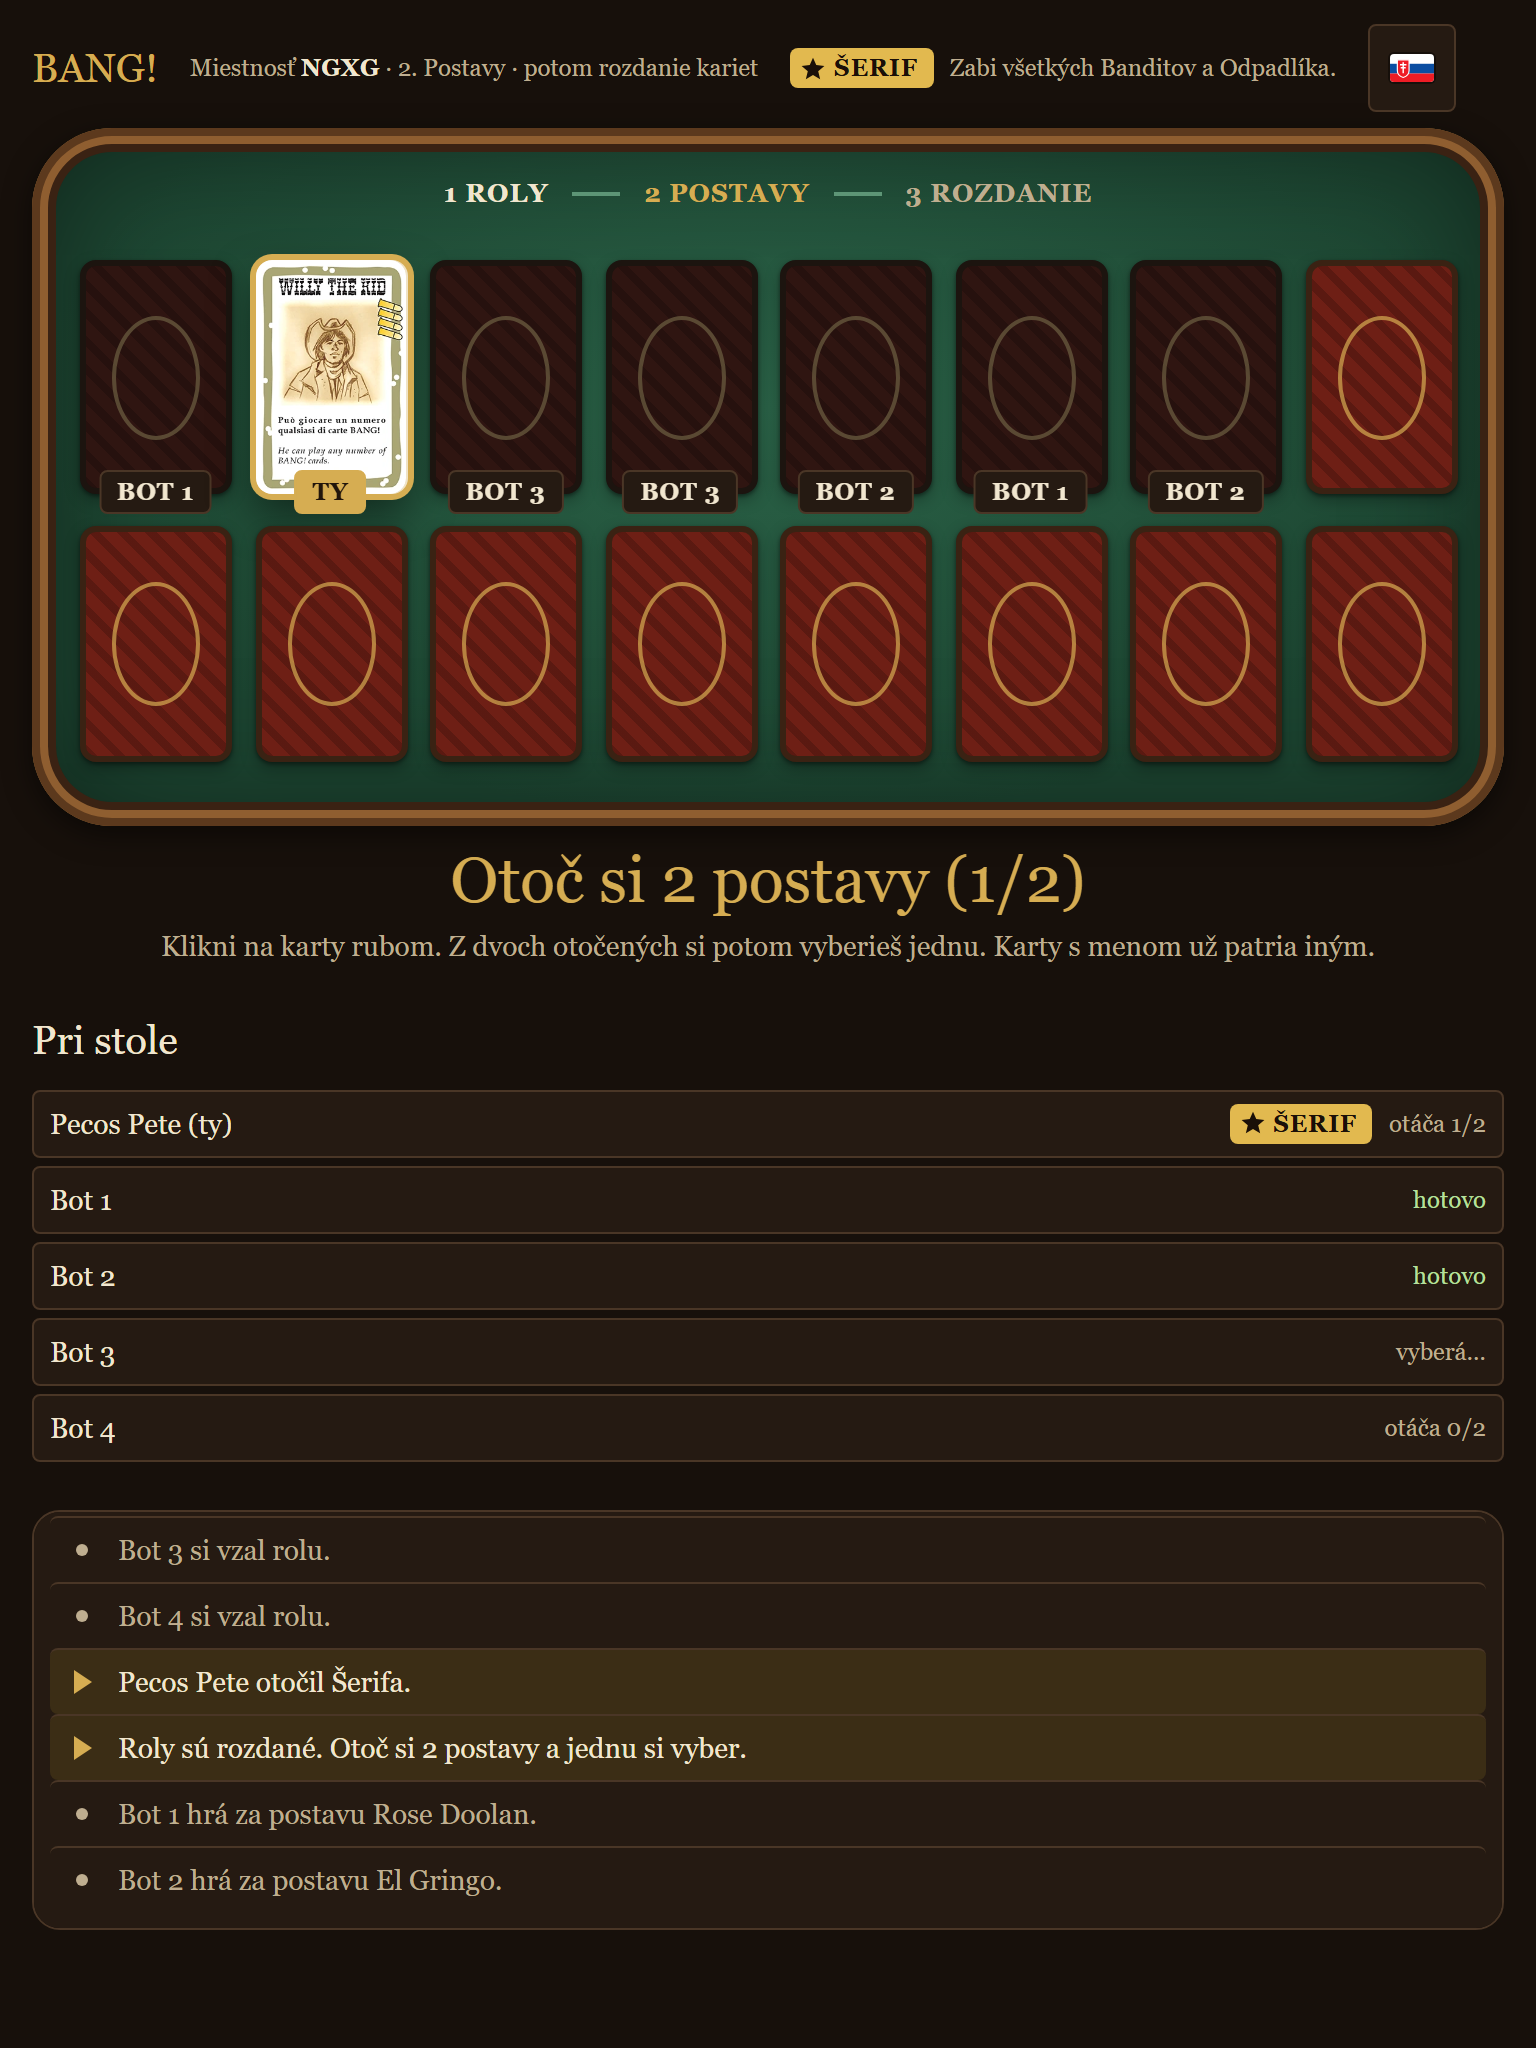 BANG!
Miestnosť NGXG · 2. Postavy · potom rozdanie kariet
ŠERIF
Zabi všetkých Banditov a Odpadlíka.
1 ROLY
2 POSTAVY
3 ROZDANIE
WILLY THE KID
Può giocare un numero
qualsiasi di carte BANG!
He can play any number of
BANG! cards.
BOT 1
TY
BOT 3
BOT 3
BOT 2
BOT 1
BOT 2
Otoč si 2 postavy (1/2)
Klikni na karty rubom. Z dvoch otočených si potom vyberieš jednu. Karty s menom už patria iným.
Pri stole
Pecos Pete (ty)
ŠERIF
otáča 1/2
Bot 1
hotovo
Bot 2
hotovo
Bot 3
vyberá...
Bot 4
otáča 0/2
Bot 3 si vzal rolu.
Bot 4 si vzal rolu.
Pecos Pete otočil Šerifa.
Roly sú rozdané. Otoč si 2 postavy a jednu si vyber.
Bot 1 hrá za postavu Rose Doolan.
Bot 2 hrá za postavu El Gringo.